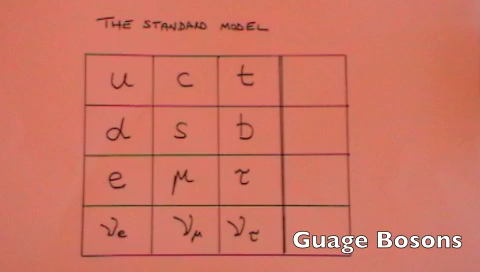 THE STANDARD MODEL
u c t
d s b
e μ τ
νe νμ ντ
Guage Bosons